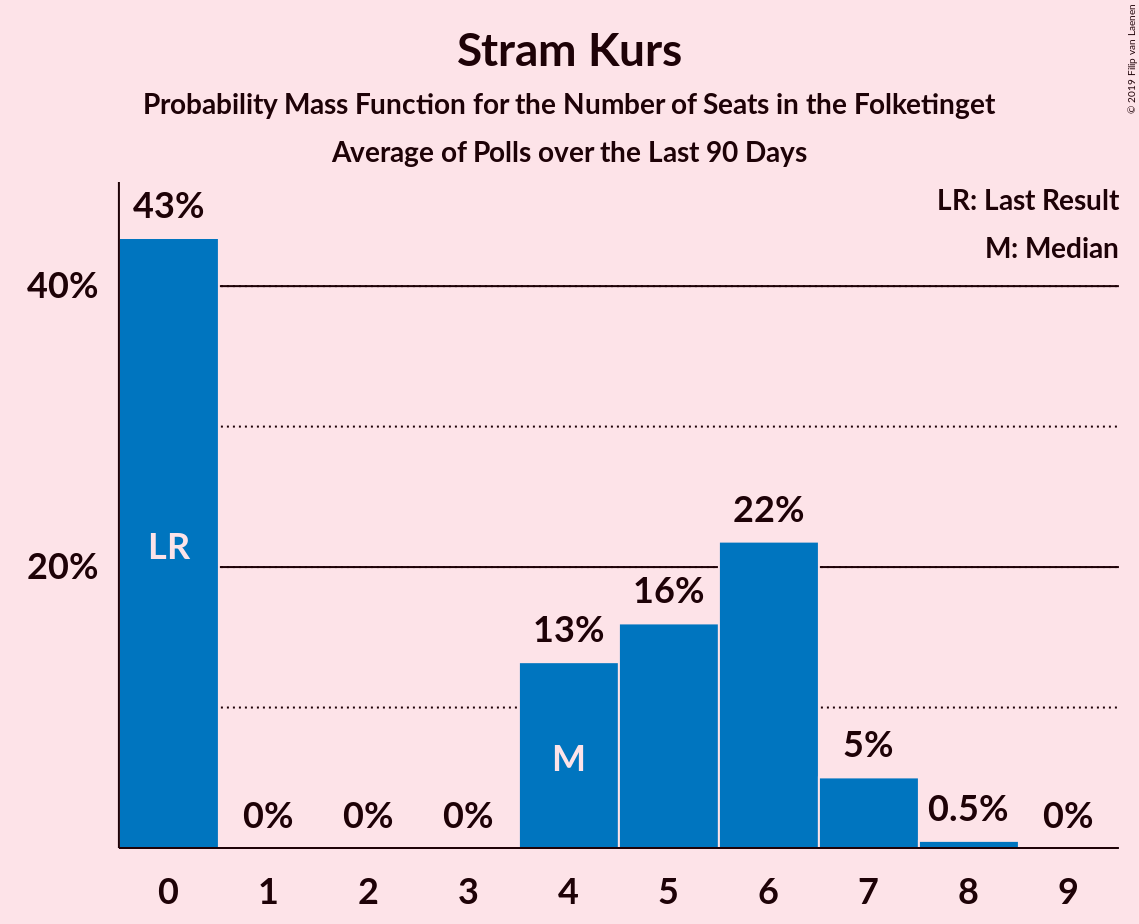 Stram Kurs
Probability Mass Function for the Number of Seats in the Folketinget
Average of Polls over the Last 90 Days
© 2019 Filip van Laenen
LR: Last Result
M: Median
43%
40%
LR
20%
0%
0%
0%
13%
M
16%
22%
5%
0.5%
0%
0 1 2 3 4 5 6 7 8 9